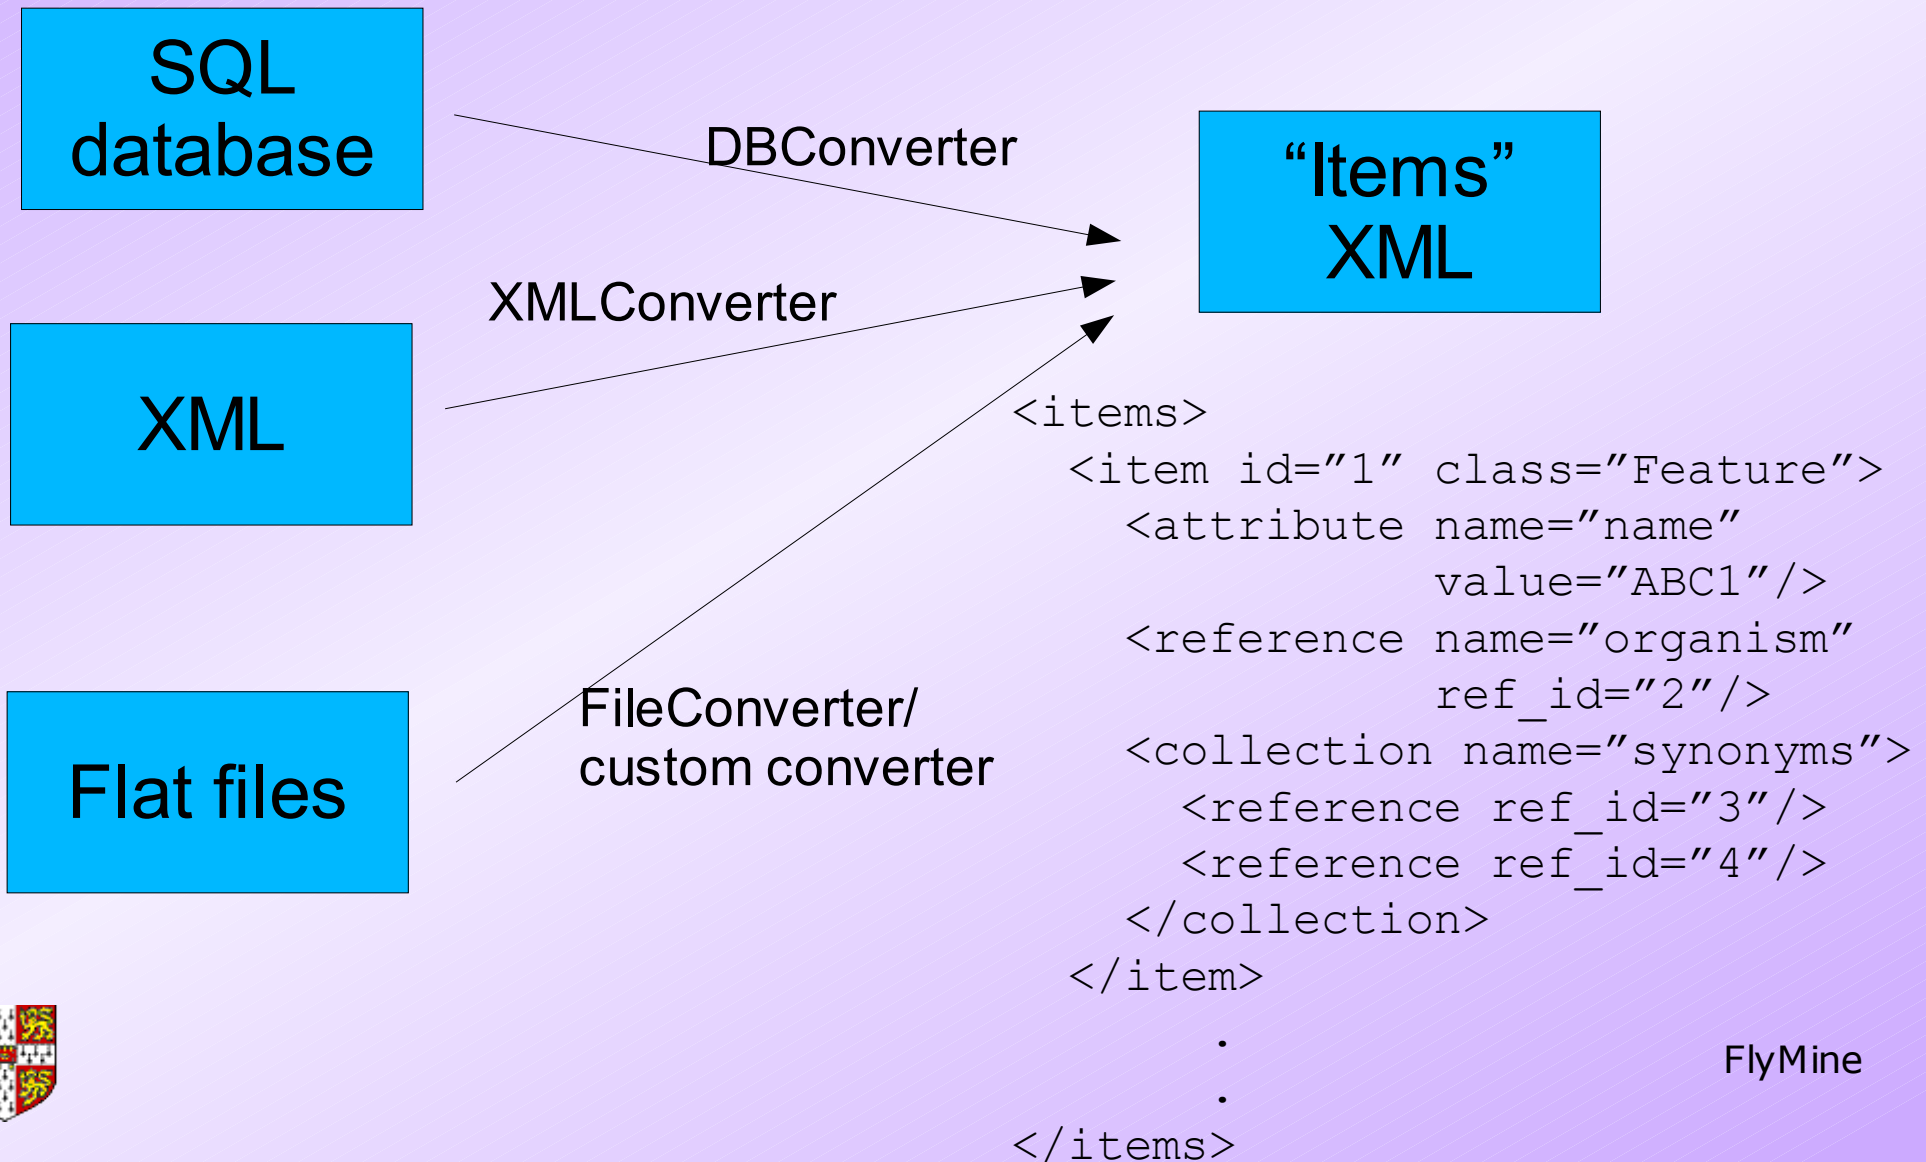 SQL
database
DBConverter
“Items”
XML
XMLConverter
XML
FileConverter/
custom converter
Flat files
<items>
  <item id=”1” class=”Feature”>
    <attribute name=”name”
               value=”ABC1”/>
    <reference name=”organism”
               ref_id=”2”/>
    <collection name=”synonyms”>
      <reference ref_id=”3”/>
      <reference ref_id=”4”/>
    </collection>
  </item>
       .
       .
</items>
FlyMine